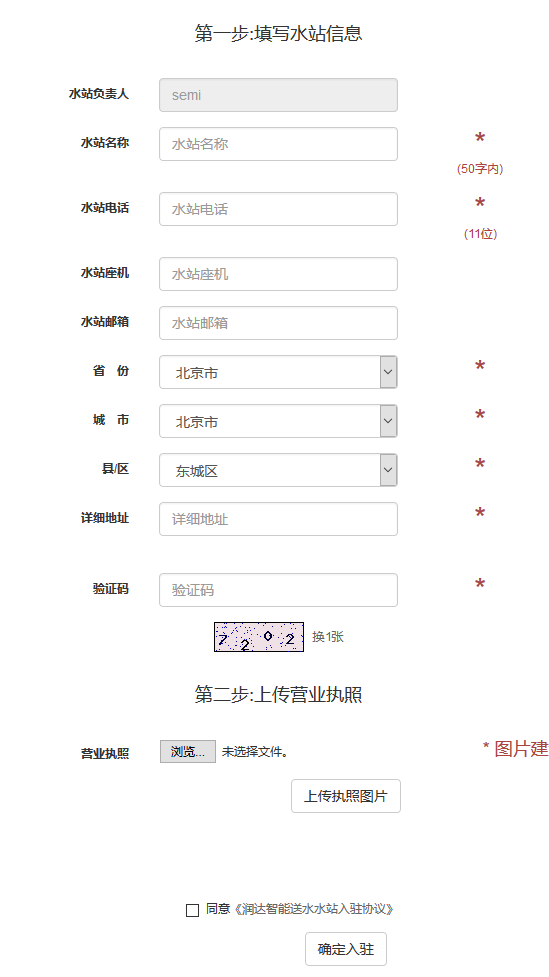 第一步:填写水站信息
水站负责人 semi
水站名称 水站名称 *
(50字内)
水站电话 水站电话 *
(11位)
水站座机 水站座机
水站邮箱 水站邮箱
省 份 北京市 *
城 市 北京市 *
县/区 东城区 *
详细地址 详细地址 *
验证码 验证码 *
7202 换1张
第二步:上传营业执照
营业执照 浏览... 未选择文件。 * 图片建
上传执照图片
同意《润达智能送水水站入驻协议》
确定入驻